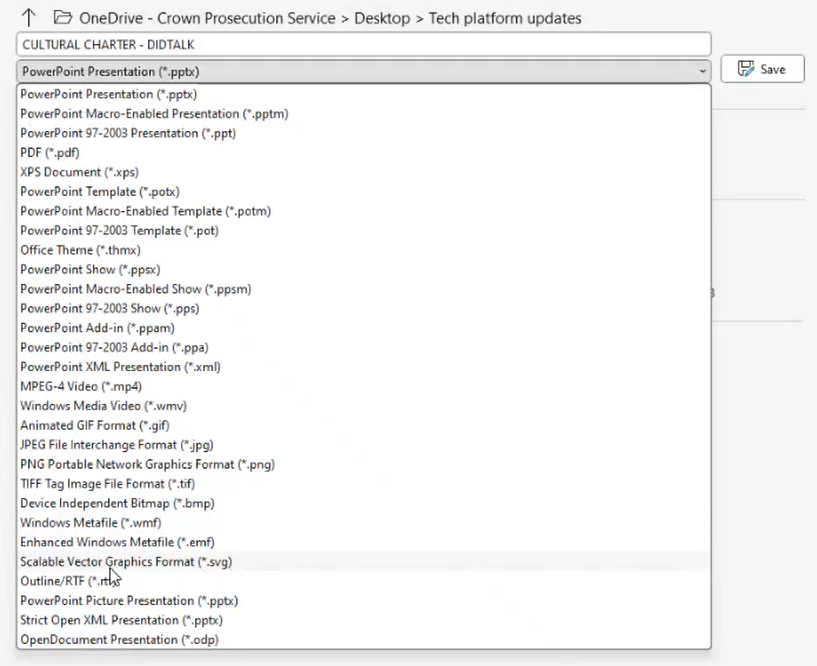 OneDrive - Crown Prosecution Service > Desktop > Tech platform updates
CULTURAL CHARTER - DIDTALK
PowerPoint Presentation (*.pptx)
Save
PowerPoint Presentation (*.pptx)
PowerPoint Macro-Enabled Presentation (*.pptm)
PowerPoint 97-2003 Presentation (*.ppt)
PDF (*.pdf)
XPS Document (*.xps)
PowerPoint Template (*.potx)
PowerPoint Macro-Enabled Template (*.potm)
PowerPoint 97-2003 Template (*.pot)
Office Theme (*.thmx)
PowerPoint Show (*.ppsx)
PowerPoint Macro-Enabled Show (*.ppsm)
PowerPoint 97-2003 Show (*.pps)
PowerPoint Add-in (*.ppam)
PowerPoint 97-2003 Add-in (*.ppa)
PowerPoint XML Presentation (*.xml)
MPEG-4 Video (*.mp4)
Windows Media Video (*.wmv)
Animated GIF Format (*.gif)
JPEG File Interchange Format (*.jpg)
PNG Portable Network Graphics Format (*.png)
TIFF Tag Image File Format (*.tif)
Device Independent Bitmap (*.bmp)
Windows Metafile (*.wmf)
Enhanced Windows Metafile (*.emf)
Scalable Vector Graphics Format (*.svg)
Outline/RTF
PowerPoint Picture Presentation (*.pptx)
Strict Open XML Presentation (*.pptx)
OpenDocument Presentation (*.odp)